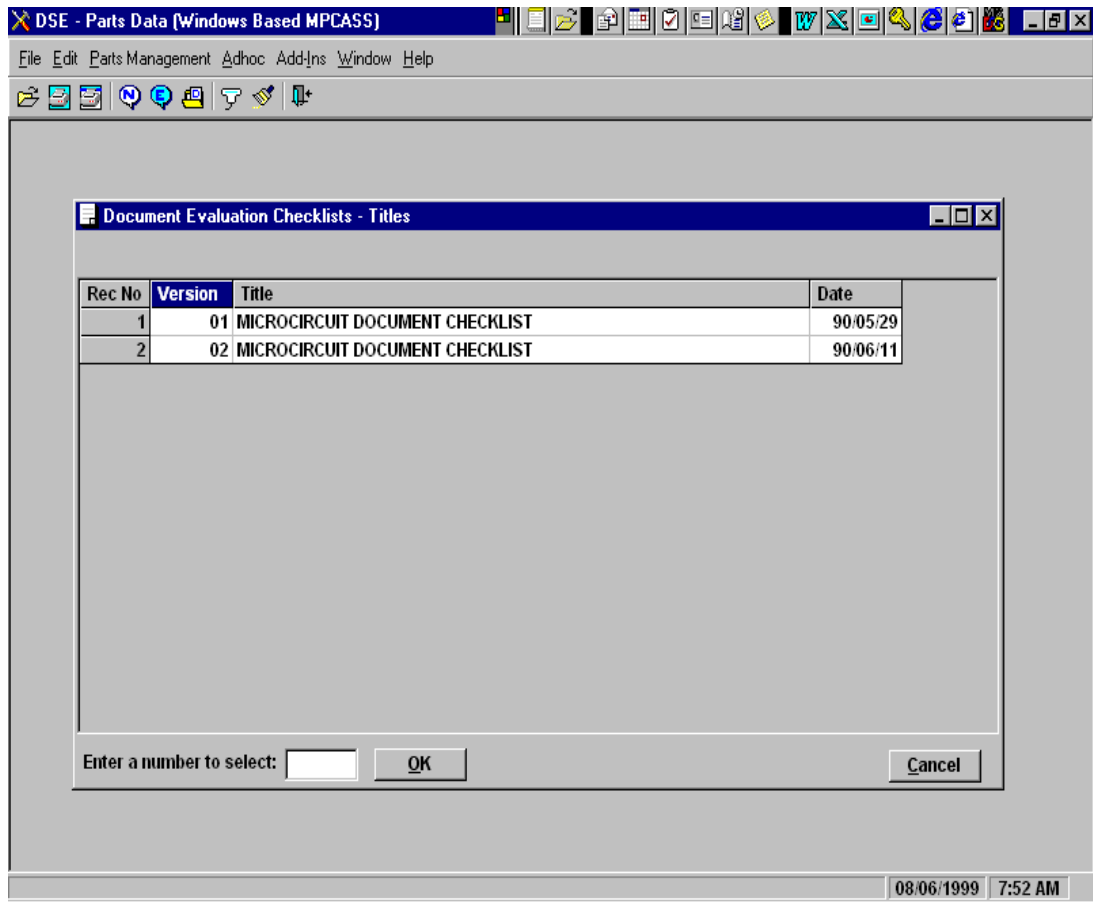 DSE - Parts Data (Windows Based MPCASS)
File Edit Parts Management Adhoc Add-Ins Window Help
Document Evaluation Checklists - Titles
Rec No Version Title Date
1 01 MICROCIRCUIT DOCUMENT CHECKLIST 90/05/29
2 02 MICROCIRCUIT DOCUMENT CHECKLIST 90/06/11
Enter a number to select: OK Cancel
08/06/1999 7:52 AM